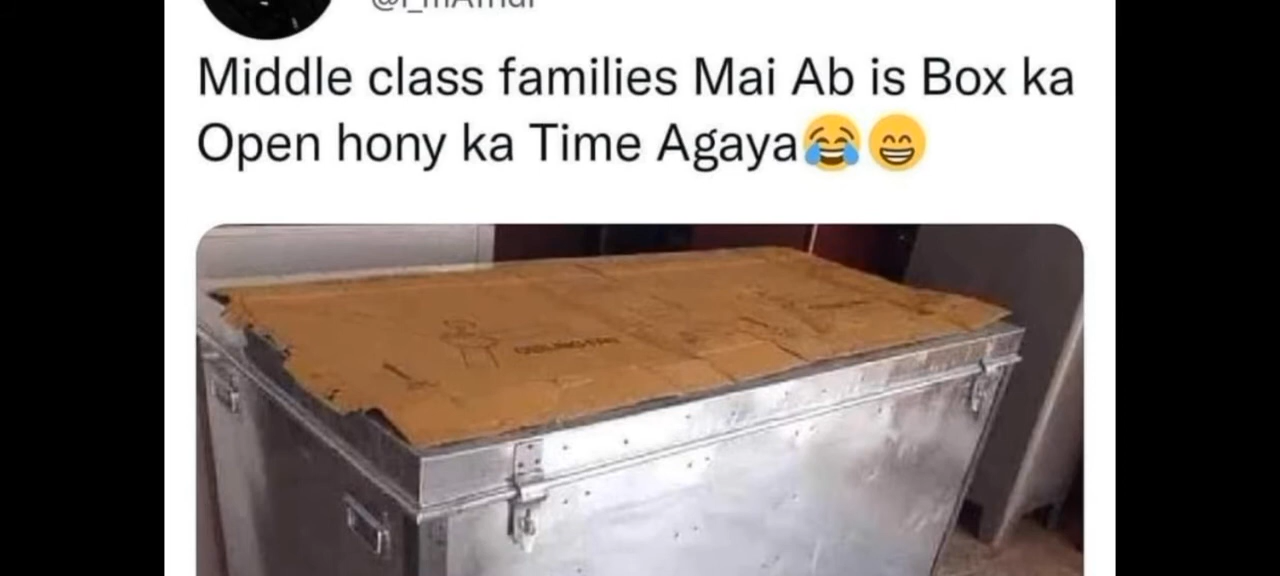 Middle class families Mai Ab is Box ka
Open hony ka Time Agaya😂😁